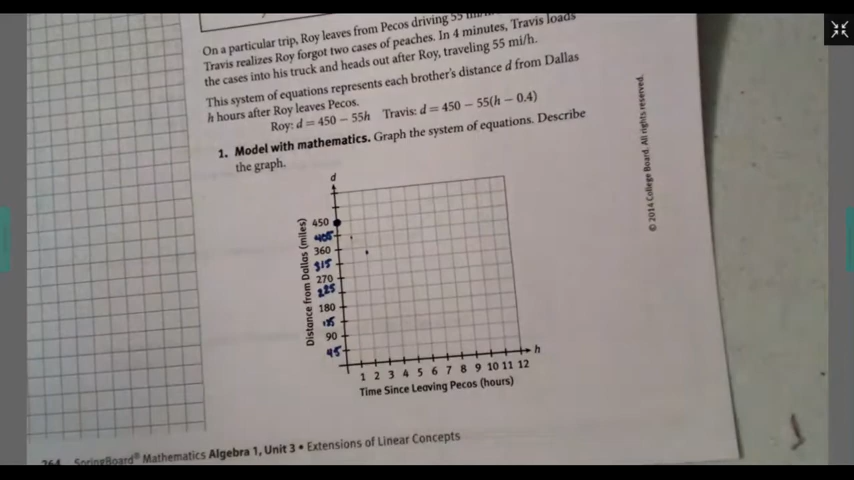 On a particular trip, Roy leaves from Pecos driving 55
Travis realizes Roy forgot two cases of peaches. In 4 minutes, Travis loads
the cases into his truck and heads out after Roy, traveling 55 mi/h.
This system of equations represents each brother's distance d from Dallas
h hours after Roy leaves Pecos.
Roy: d = 450 − 55h Travis: d = 450 − 55(h − 0.4)
1. Model with mathematics. Graph the system of equations. Describe
the graph.
d
450
405
360
315
270
225
180
135
90
45
Distance from Dallas (miles)
h
1 2 3 4 5 6 7 8 9 10 11 12
Time Since Leaving Pecos (hours)
© 2014 College Board. All rights reserved.
264 SpringBoard® Mathematics Algebra 1, Unit 3 • Extensions of Linear Concepts